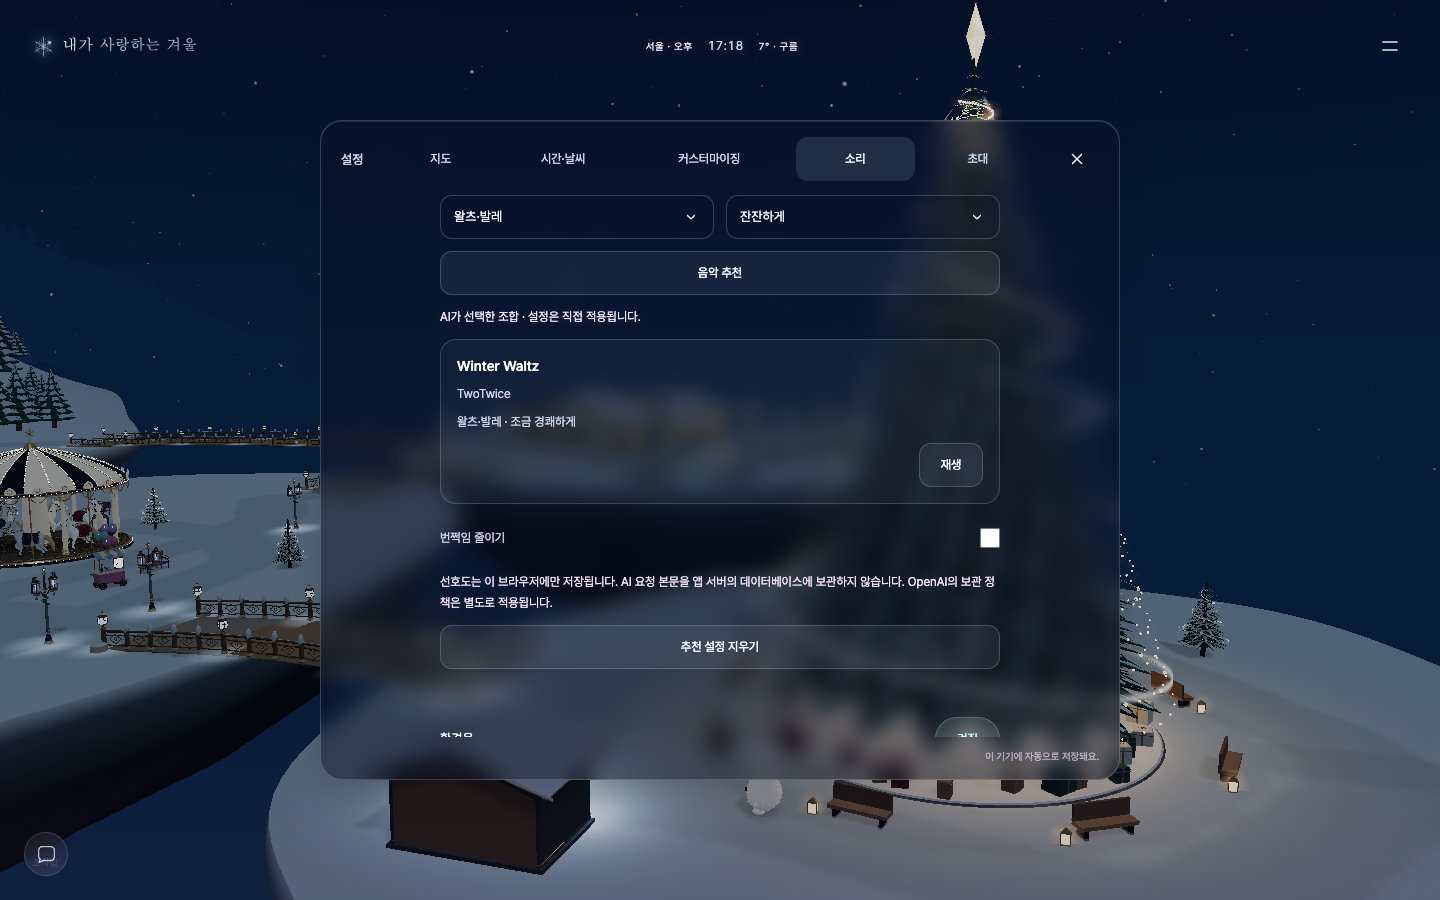 내가 사랑하는 겨울
서울 · 오후 17:18 7° · 구름
설정 지도 시간·날씨 커스터마이징 소리 초대
왈츠·발레 잔잔하게
음악 추천
AI가 선택한 조합 · 설정은 직접 적용됩니다.
Winter Waltz
TwoTwice
왈츠·발레 · 조금 경쾌하게
재생
번쩍임 줄이기
선호도는 이 브라우저에만 저장됩니다. AI 요청 본문을 앱 서버의 데이터베이스에 보관하지 않습니다. OpenAI의 보관 정
책은 별도로 적용됩니다.
추천 설정 지우기
이 기기에 자동으로 저장돼요.